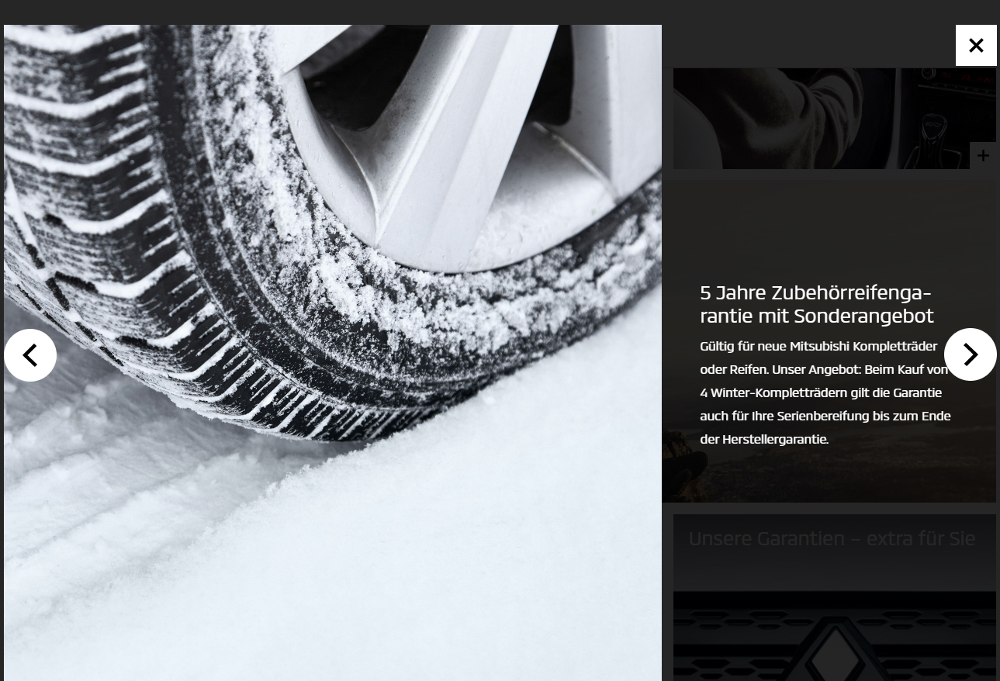 5 Jahre Zubehörreifenga-
rantie mit Sonderangebot
Gültig für neue Mitsubishi Kompletträder
oder Reifen. Unser Angebot: Beim Kauf von
4 Winter-Kompletträdern gilt die Garantie
auch für Ihre Serienbereifung bis zum Ende
der Herstellergarantie.
Unsere Garantien – extra für Sie